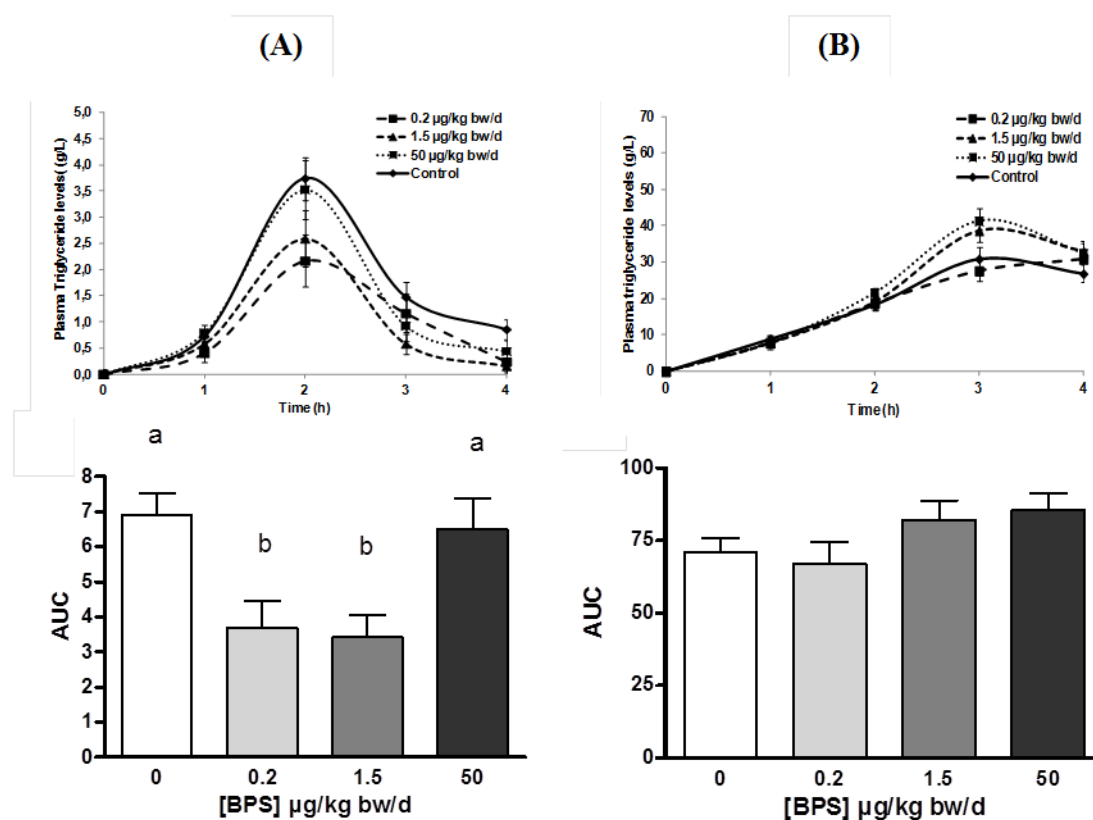 (A)
(B)
Plasma Triglyceride levels( (g/L)
5,0
4,5
4,0
3,5
3,0
2,5
2,0
1,5
1,0
0,5
0,0
0.2 µg/kg bw/d
1.5 µg/kg bw/d
50 µg/kg bw/d
Control
0 1 2 3 4
Time (h)
Plasma triglyceride levels (g/L)
70
60
50
40
30
20
10
0
0.2 µg/kg bw/d
1.5 µg/kg bw/d
50 µg/kg bw/d
Control
0 1 2 3 4
Time (h)
AUC
8
7
6
5
4
3
2
1
0
a
b
b
a
0 0.2 1.5 50
[BPS] µg/kg bw/d
AUC
100
75
50
25
0
0 0.2 1.5 50
[BPS] µg/kg bw/d